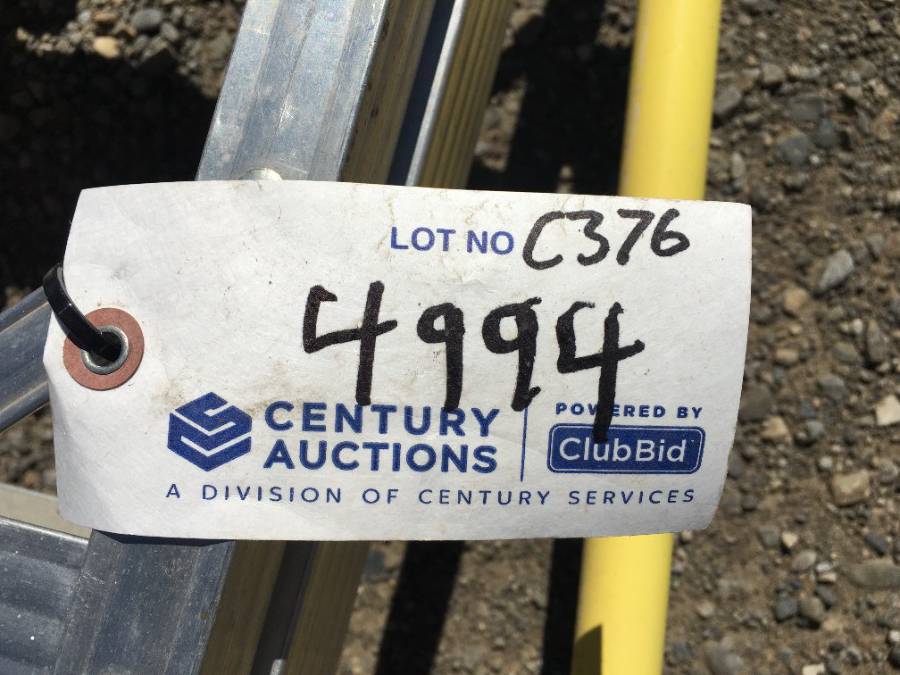 LOT NO C376
4994
CENTURY
AUCTIONS
POWERED BY
ClubBid
A DIVISION OF CENTURY SERVICES